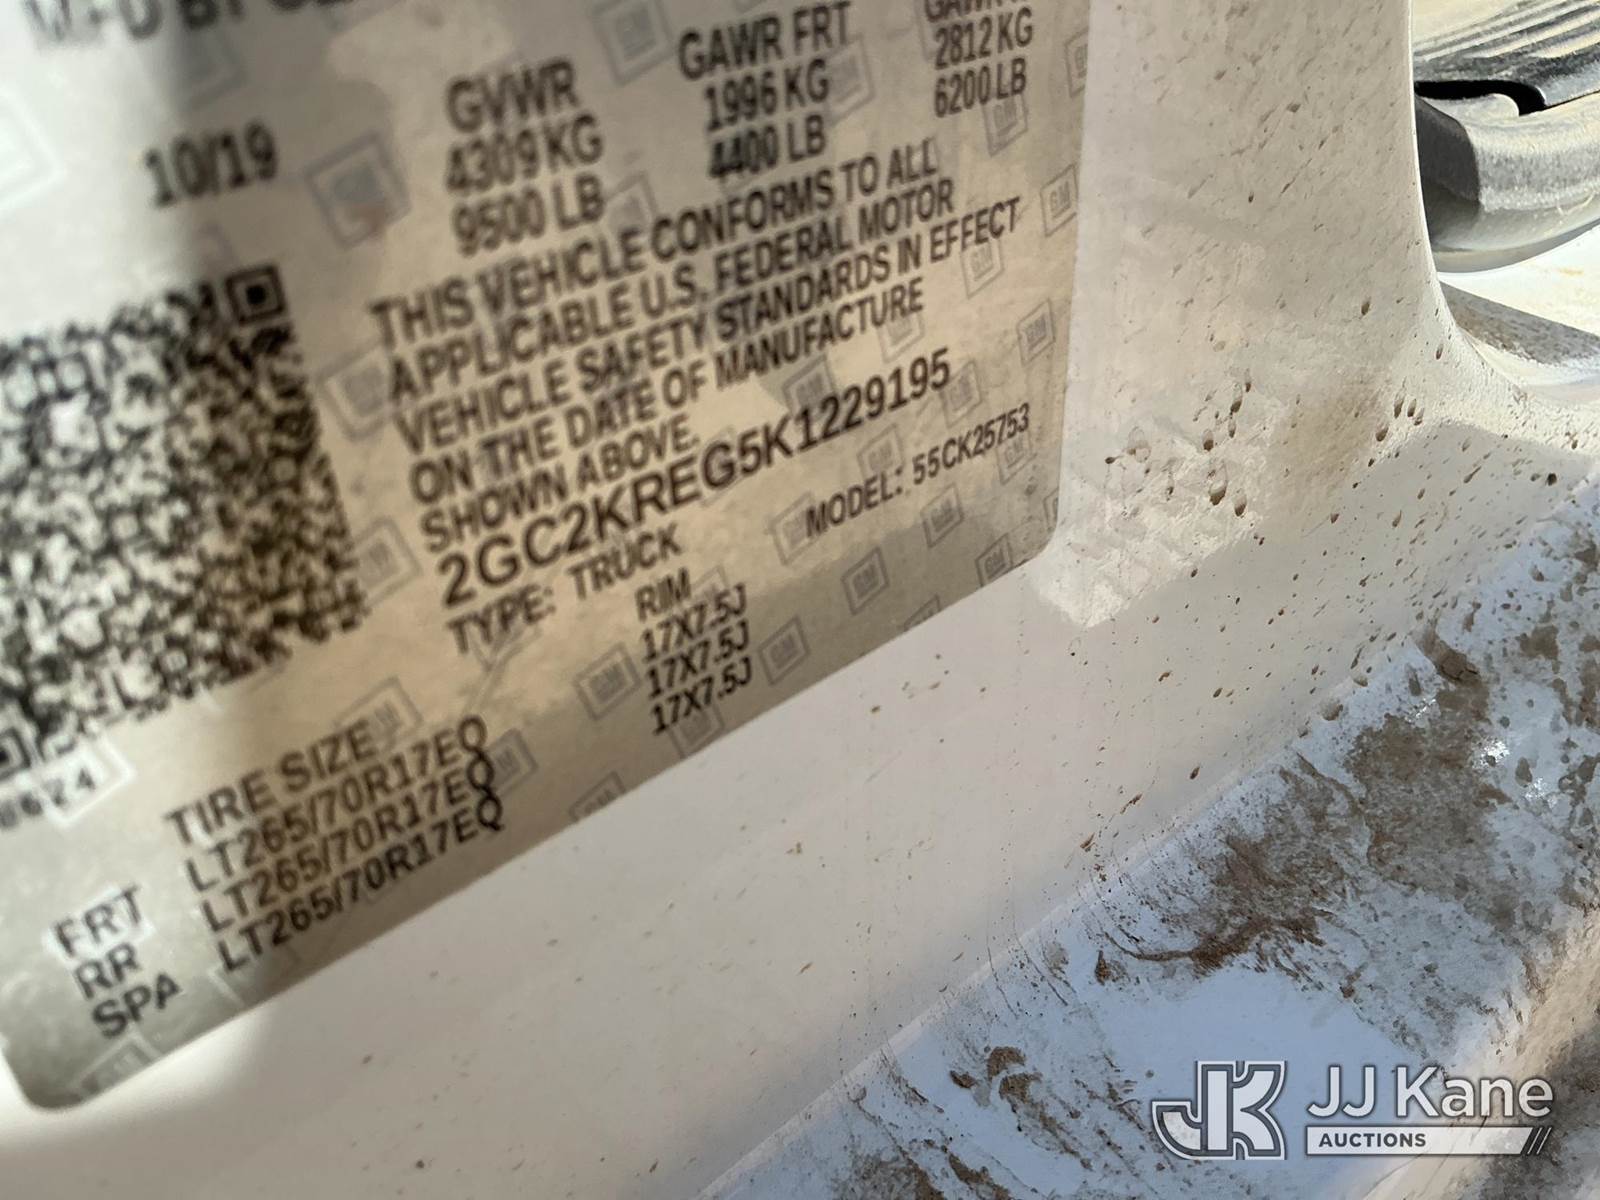 10/19
GVWR
4309 KG
9500 LB
GAWR FRT
1996 KG
4400 LB
2812 KG
6200 LB
THIS VEHICLE CONFORMS TO ALL
APPLICABLE U.S. FEDERAL MOTOR
VEHICLE SAFETY STANDARDS IN EFFECT
ON THE DATE OF MANUFACTURE
SHOWN ABOVE.
2GC2KREG5K1229195
TYPE: TRUCK
MODEL: 55CK25753
TIRE SIZE RIM
FRT LT265/70R17EQ 17X7.5J
RR LT265/70R17EQ 17X7.5J
SPA LT265/70R17EQ 17X7.5J
GM
JK JJ Kane
AUCTIONS